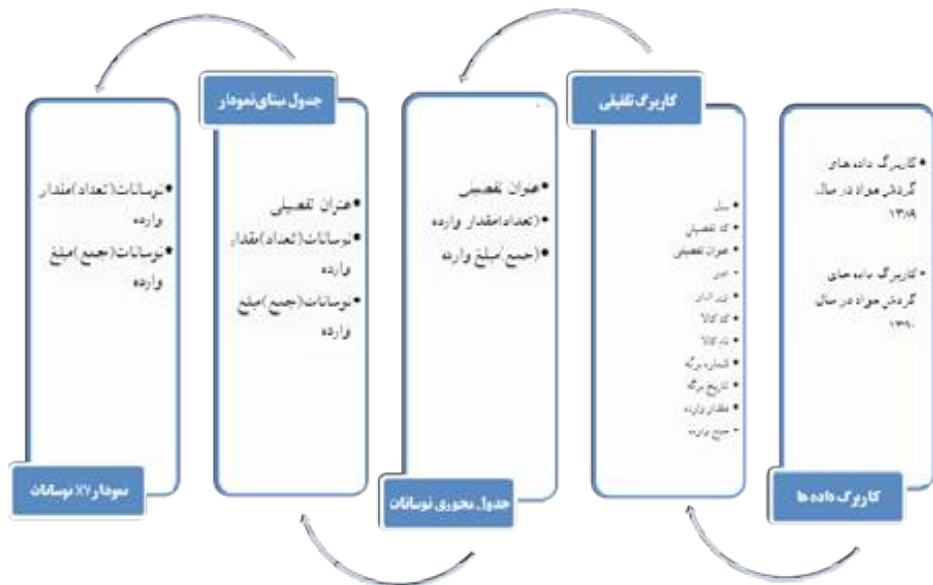 کاربرگ داده ها
کاربرگ داده های
گردش مواد در سال
۱۳۸۹
کاربرگ داده های
گردش مواد در سال
۱۳۹۰
کاربرگ تلفیقی
سال
کد تفصیلی
عنوان تفصیلی
انبار
زیر انبار
کد کالا
نام کالا
شماره برگه
تاریخ برگه
مقدار وارده
مبلغ وارده
جدول محوری نوسانات
عنوان تفصیلی
(تعداد)مقدار وارده
(جمع)مبلغ وارده
جدول مبنای نمودار
عنوان تفصیلی
نوسانات(تعداد)مقدار
وارده
نوسانات(جمع)مبلغ
وارده
نمودار XY نوسانات
نوسانات(تعداد)مقدار
وارده
نوسانات(جمع)مبلغ
وارده